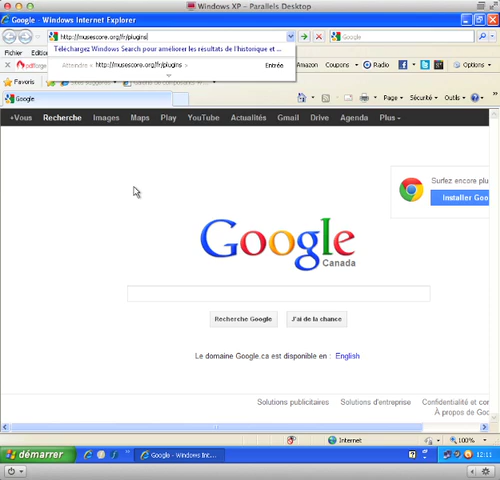 Windows XP – Parallels Desktop
Google - Windows Internet Explorer
http://musescore.org/fr/plugins
Google
Téléchargez Windows Search pour améliorer les résultats de l'historique et ...
Attendre < http://musescore.org/fr/plugins > Entrée
pdfforge
Amazon Coupons Radio Options
Fichier Edition
Favoris
Google
Page Sécurité Outils
+Vous Recherche Images Maps Play YouTube Actualités Gmail Drive Agenda Plus
Surfez encore plu
Installer Goo
Google
Canada
Recherche Google J'ai de la chance
Le domaine Google.ca est disponible en : English
Solutions publicitaires Solutions d'entreprise Confidentialité et con
À propos de Goo
Internet 100%
démarrer Google - Windows Int... 12:11